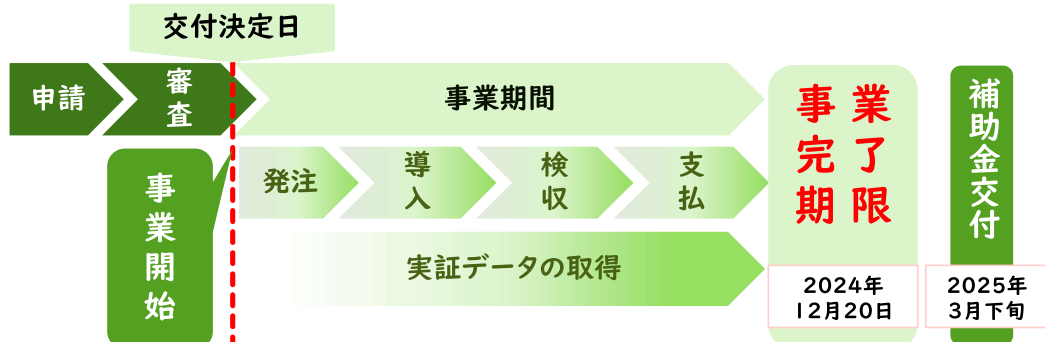 交付決定日
申請
審査
事業期間
事業完了期限
補助金交付
事業開始
発注
導入
検収
支払
実証データの取得
2024年
12月20日
2025年
3月下旬